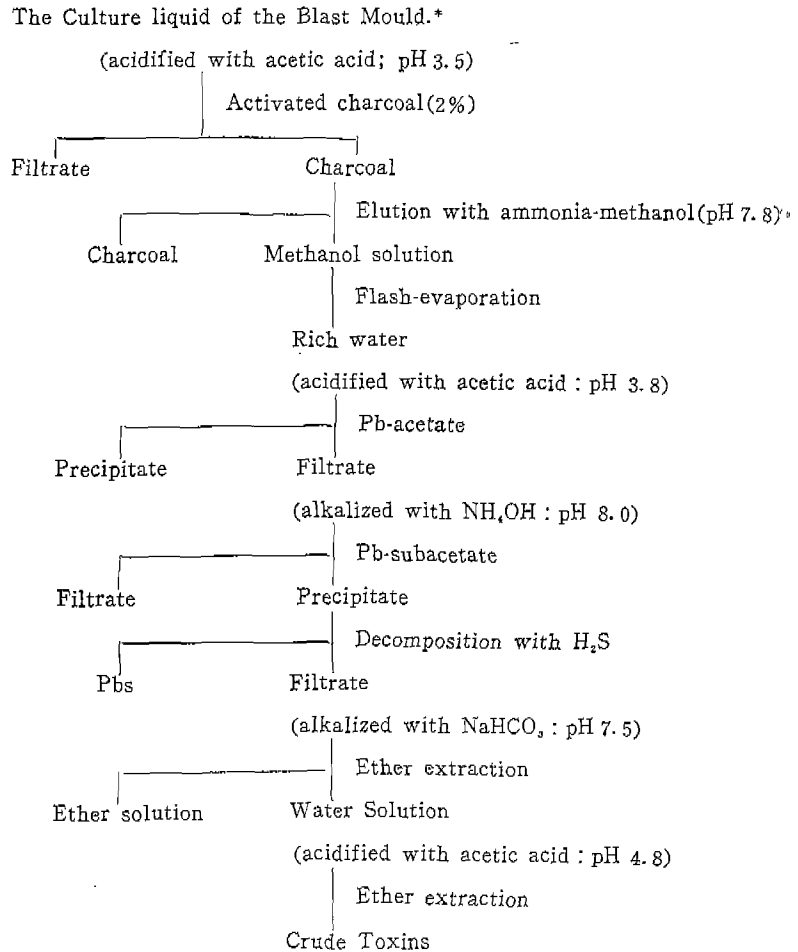 The Culture liquid of the Blast Mould.*
(acidified with acetic acid; pH 3.5)
Activated charcoal (2%)
Filtrate Charcoal
Elution with ammonia-methanol (pH 7.8)
Charcoal Methanol solution
Flash-evaporation
Rich water
(acidified with acetic acid : pH 3.8)
Pb-acetate
Precipitate Filtrate
(alkalized with NH₄OH : pH 8.0)
Pb-subacetate
Filtrate Precipitate
Decomposition with H₂S
Pbs Filtrate
(alkalized with NaHCO₃ : pH 7.5)
Ether extraction
Ether solution Water Solution
(acidified with acetic acid : pH 4.8)
Ether extraction
Crude Toxins